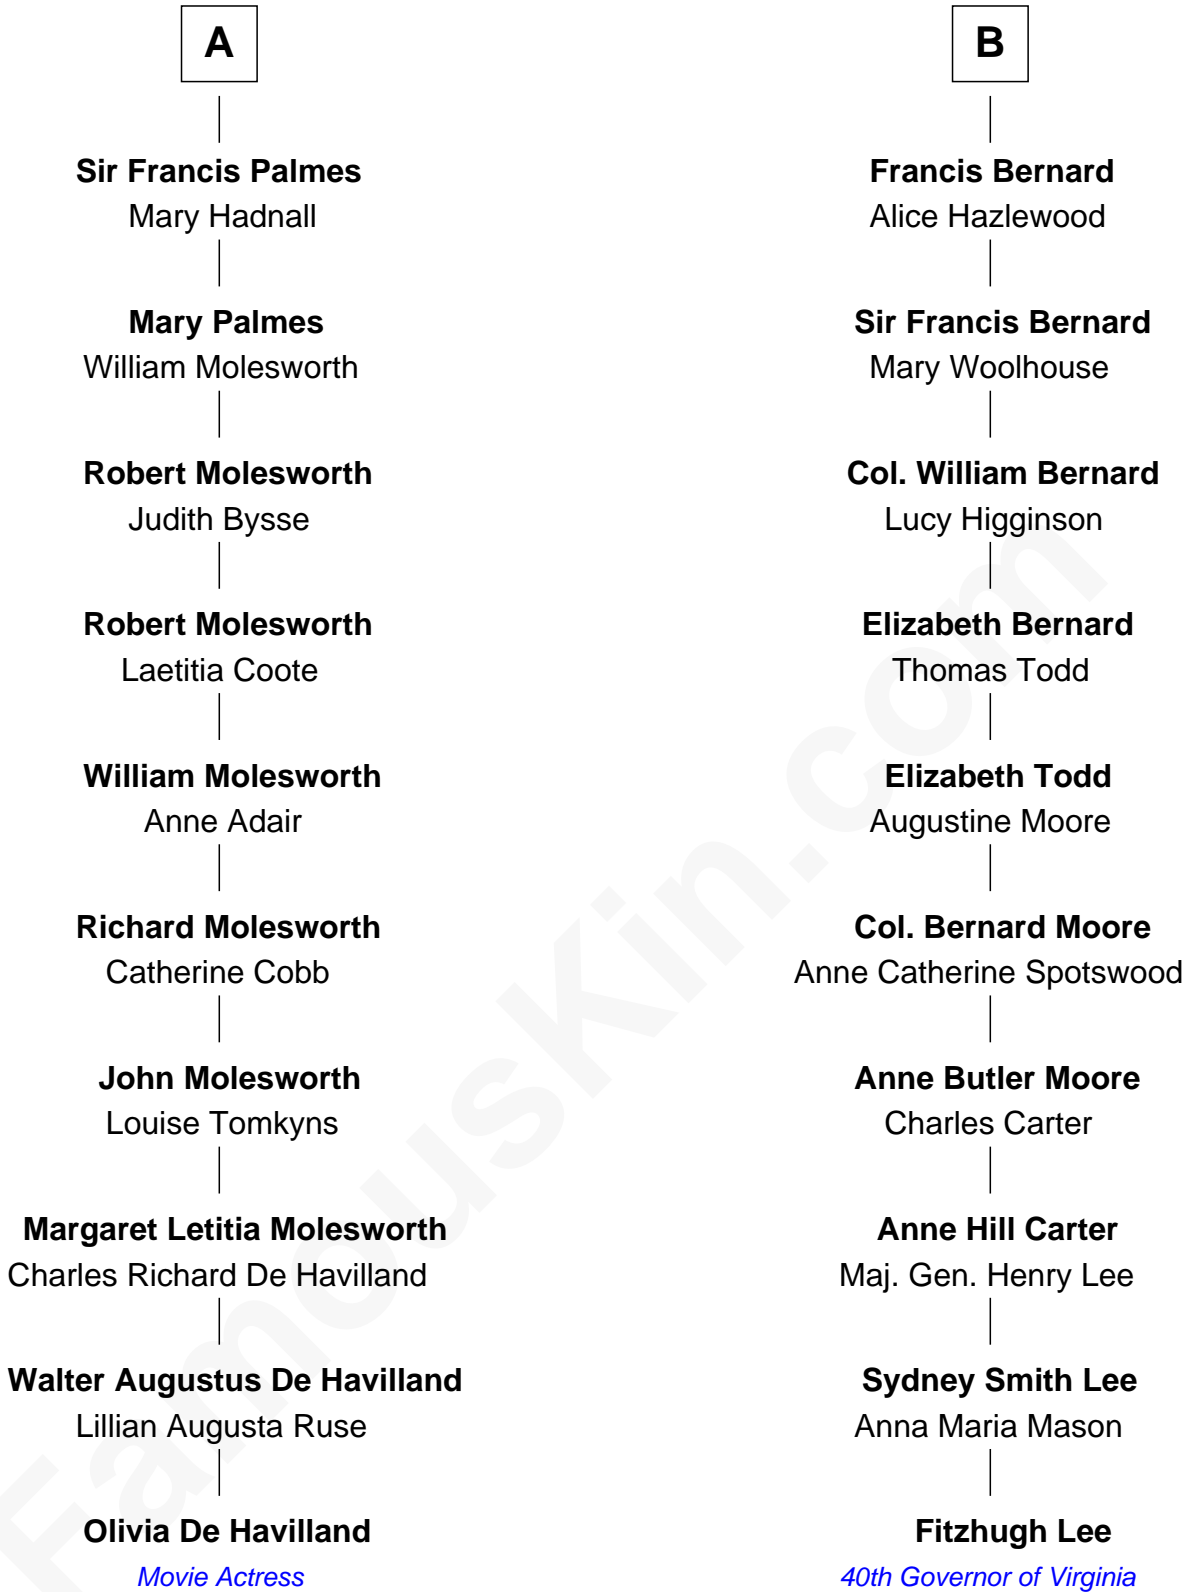 A
Sir Francis Palmes
Mary Hadnall
Mary Palmes
William Molesworth
Robert Molesworth
Judith Bysse
Robert Molesworth
Laetitia Coote
William Molesworth
Anne Adair
Richard Molesworth
Catherine Cobb
John Molesworth
Louise Tomkyns
Margaret Letitia Molesworth
Charles Richard De Havilland
Walter Augustus De Havilland
Lillian Augusta Ruse
Olivia De Havilland
Movie Actress
B
Francis Bernard
Alice Hazlewood
Sir Francis Bernard
Mary Woolhouse
Col. William Bernard
Lucy Higginson
Elizabeth Bernard
Thomas Todd
Elizabeth Todd
Augustine Moore
Col. Bernard Moore
Anne Catherine Spotswood
Anne Butler Moore
Charles Carter
Anne Hill Carter
Maj. Gen. Henry Lee
Sydney Smith Lee
Anna Maria Mason
Fitzhugh Lee
40th Governor of Virginia
FamousKin.com